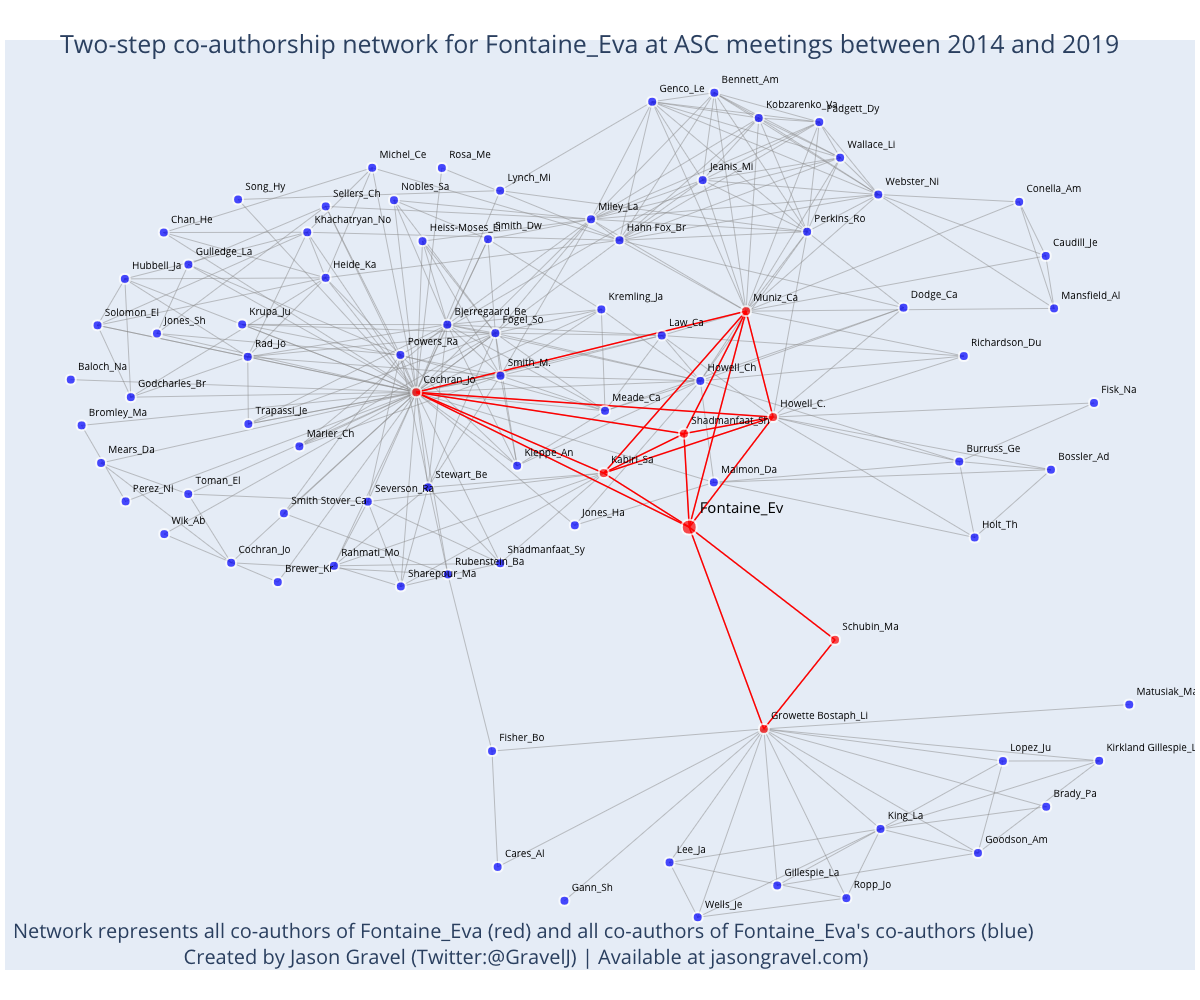 Two-step co-authorship network for Fontaine_Eva at ASC meetings between 2014 and 2019
Bennett_Am
Genco_Le
Kobzarenko_Va
Padgett_Dy
Wallace_Li
Michel_Ce
Rosa_Me
Jeanis_Mi
Webster_Ni
Song_Hy
Sellers_Ch
Nobles_Sa
Lynch_Mi
Conella_Am
Chan_He
Khachatryan_No
Heiss-Moses_El
Smith_Dw
Miley_La
Hahn Fox_Br
Perkins_Ro
Caudill_Je
Gulledge_La
Hubbell_Ja
Heide_Ka
Kremling_Ja
Muniz_Ca
Dodge_Ca
Mansfield_Al
Solomon_El
Jones_Sh
Krupa_Ju
Bjerregaard_Be
Fogel_So
Law_Ca
Rad_Jo
Powers_Ra
Richardson_Du
Baloch_Na
Godcharles_Br
Cochran_Jo
Smith_M.
Howell_Ch
Fisk_Na
Bromley_Ma
Trapassi_Je
Meade_Ca
Howell_C.
Marier_Ch
Shadmanfaat_Sh
Mears_Da
Kleppe_An
Kabiri_Sa
Burruss_Ge
Bossler_Ad
Perez_Ni
Toman_El
Stewart_Be
Maimon_Da
Smith Stover_Ca
Severson_Ra
Fontaine_Ev
Wik_Ab
Jones_Ha
Holt_Th
Cochran_Jo
Rahmati_Mo
Shadmanfaat_Sy
Brewer_Kr
Sharepour_Ma
Rubenstein_Ba
Schubin_Ma
Matusiak_Ma
Growette Bostaph_Li
Fisher_Bo
Lopez_Ju
Kirkland Gillespie_L
Brady_Pa
King_La
Goodson_Am
Cares_Al
Lee_Ja
Gillespie_La
Ropp_Jo
Gann_Sh
Wells_Je
Network represents all co-authors of Fontaine_Eva (red) and all co-authors of Fontaine_Eva's co-authors (blue)
Created by Jason Gravel (Twitter:@GravelJ) | Available at jasongravel.com)